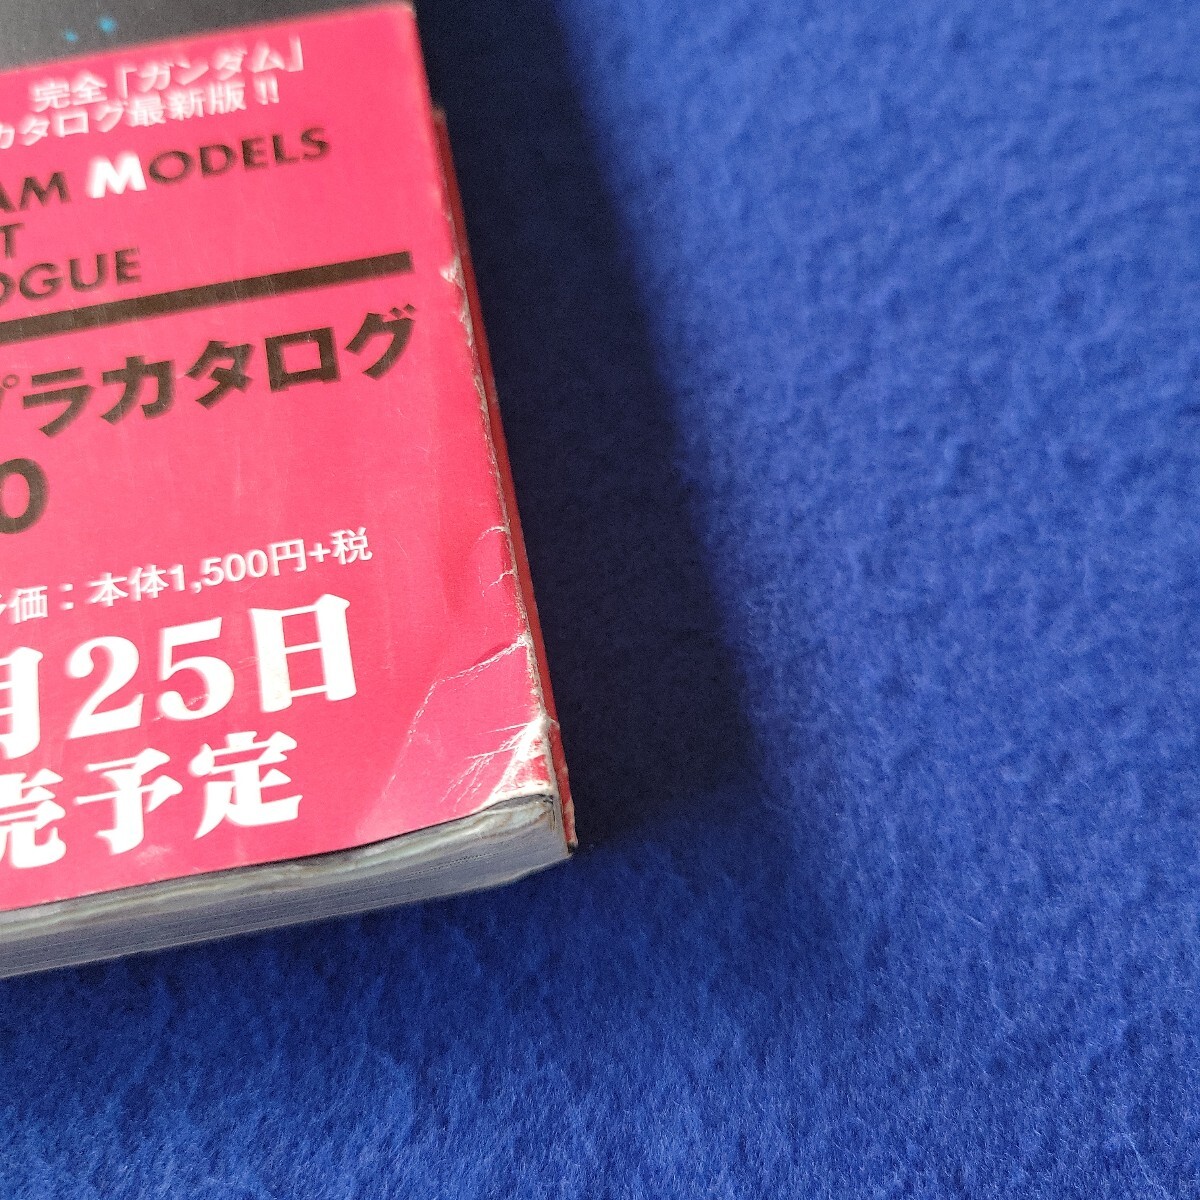 完全「ガンダム」
カタログ最新版!!
AM MODELS
T
OGUE
プラカタログ
0
価：本体1,500円+税
月25日
売予定